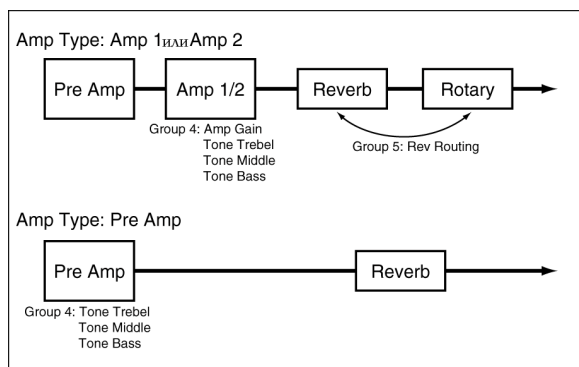 Amp Type: Amp 1или Amp 2
Pre Amp
Amp 1/2
Reverb
Rotary
Group 4: Amp Gain
Tone Trebel
Tone Middle
Tone Bass
Group 5: Rev Routing
Amp Type: Pre Amp
Pre Amp
Reverb
Group 4: Tone Trebel
Tone Middle
Tone Bass